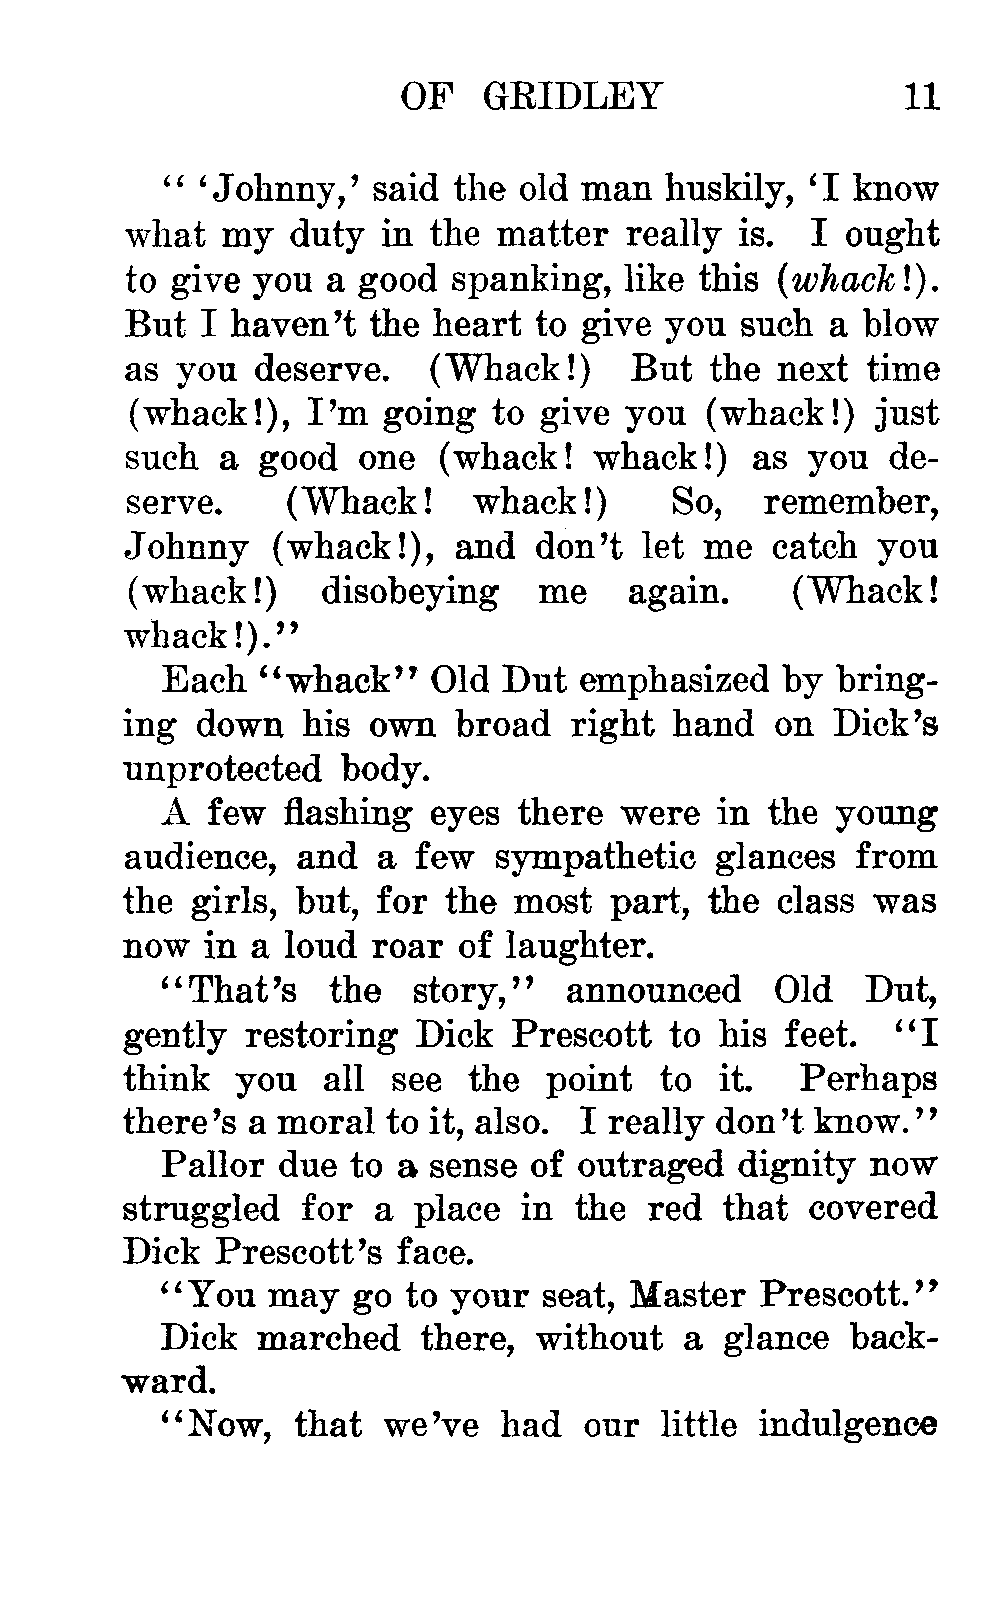 OF GRIDLEY 11
“ ‘Johnny,’ said the old man huskily, ‘I know
what my duty in the matter really is. I ought
to give you a good spanking, like this (whack!).
But I haven’t the heart to give you such a blow
as you deserve. (Whack!) But the next time
(whack!), I’m going to give you (whack!) just
such a good one (whack! whack!) as you de-
serve. (Whack! whack!) So, remember,
Johnny (whack!), and don’t let me catch you
(whack!) disobeying me again. (Whack!
whack!).”
Each “whack” Old Dut emphasized by bring-
ing down his own broad right hand on Dick’s
unprotected body.
A few flashing eyes there were in the young
audience, and a few sympathetic glances from
the girls, but, for the most part, the class was
now in a loud roar of laughter.
“That’s the story,” announced Old Dut,
gently restoring Dick Prescott to his feet. “I
think you all see the point to it. Perhaps
there’s a moral to it, also. I really don’t know.”
Pallor due to a sense of outraged dignity now
struggled for a place in the red that covered
Dick Prescott’s face.
“You may go to your seat, Master Prescott.”
Dick marched there, without a glance back-
ward.
“Now, that we’ve had our little indulgence